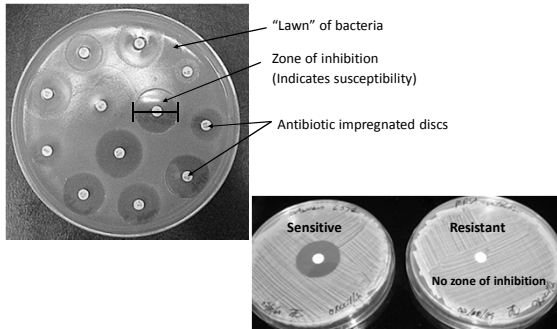 “Lawn” of bacteria
Zone of inhibition
(Indicates susceptibility)
Antibiotic impregnated discs
Sensitive
Resistant
No zone of inhibition